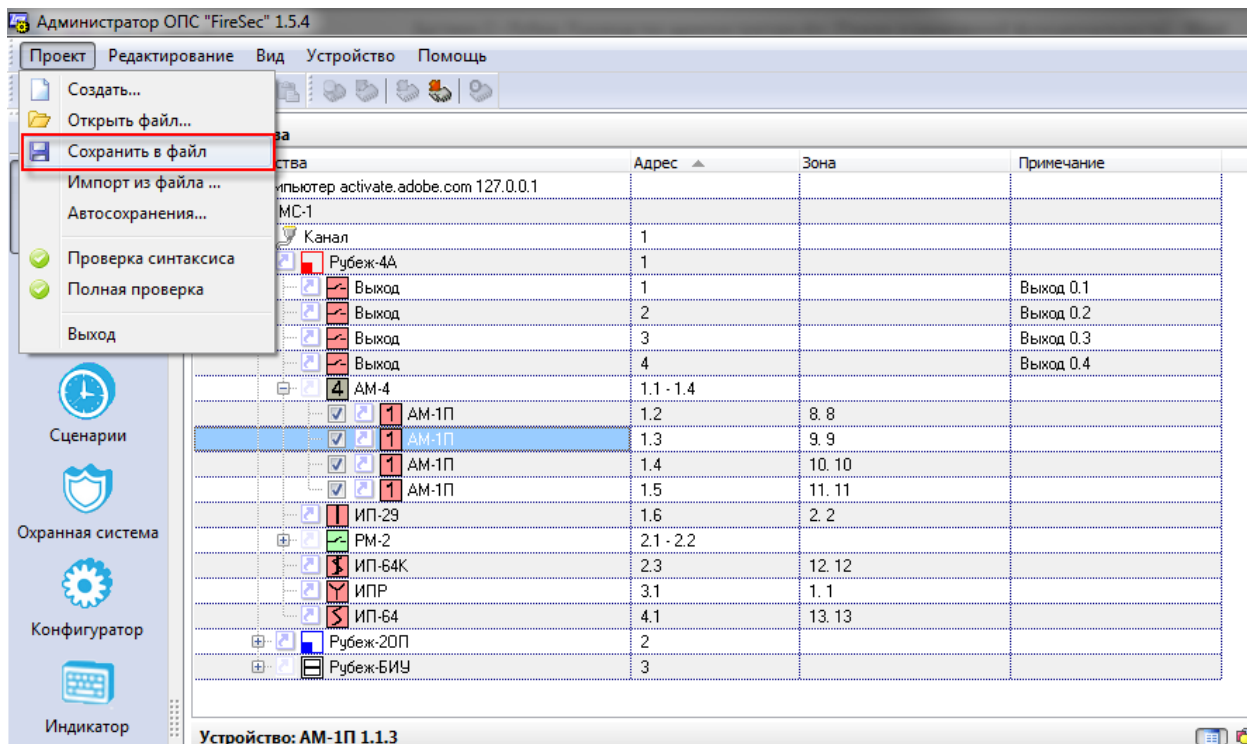 Администратор ОПС "FireSec" 1.5.4
Проект Редактирование Вид Устройство Помощь
Создать...
Открыть файл...
Сохранить в файл
Импорт из файла ...
Автосохранения...
Проверка синтаксиса
Полная проверка
Выход
Адрес Зона Примечание
activate.adobe.com 127.0.0.1
МС-1
Канал 1
Рубеж-4А 1
Выход 1 Выход 0.1
Выход 2 Выход 0.2
Выход 3 Выход 0.3
Выход 4 Выход 0.4
4 АМ-4 1.1 - 1.4
1 АМ-1П 1.2 8. 8
1 АМ-1П 1.3 9. 9
1 АМ-1П 1.4 10. 10
1 АМ-1П 1.5 11. 11
ИП-29 1.6 2. 2
РМ-2 2.1 - 2.2
ИП-64К 2.3 12. 12
ИПР 3.1 1. 1
ИП-64 4.1 13. 13
Рубеж-2ОП 2
Рубеж-БИУ 3
Сценарии
Охранная система
Конфигуратор
Индикатор
Устройство: АМ-1П 1.1.3